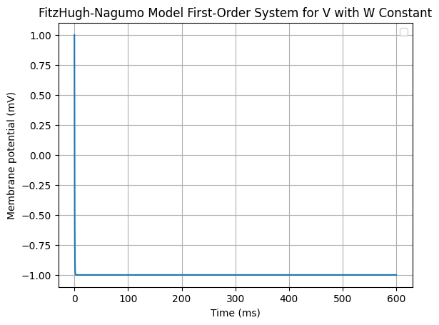 FitzHugh-Nagumo Model First-Order System for V with W Constant
1.00
0.75
0.50
0.25
0.00
−0.25
−0.50
−0.75
−1.00
Membrane potential (mV)
0 100 200 300 400 500 600
Time (ms)